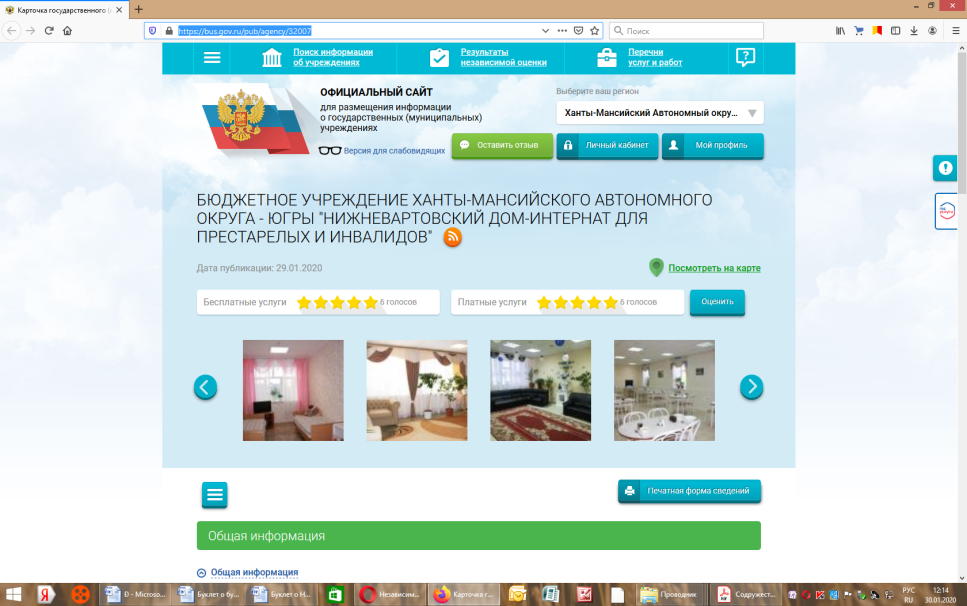 Карточка государственного (
https://bus.gov.ru/pub/agency/32007
Поиск
Поиск информации
об учреждениях
Результаты
независимой оценки
Перечни
услуг и работ
ОФИЦИАЛЬНЫЙ САЙТ
для размещения информации
о государственных (муниципальных)
учреждениях
Версия для слабовидящих
Выберите ваш регион
Ханты-Мансийский Автономный окру...
Оставить отзыв
Личный кабинет
Мой профиль
БЮДЖЕТНОЕ УЧРЕЖДЕНИЕ ХАНТЫ-МАНСИЙСКОГО АВТОНОМНОГО
ОКРУГА - ЮГРЫ "НИЖНЕВАРТОВСКИЙ ДОМ-ИНТЕРНАТ ДЛЯ
ПРЕСТАРЕЛЫХ И ИНВАЛИДОВ"
Дата публикации: 29.01.2020
Посмотреть на карте
Бесплатные услуги 6 голосов
Платные услуги 6 голосов
Оценить
Печатная форма сведений
Общая информация
Общая информация
D - Microso...
Буклет о бу...
Буклет о Н...
Независим...
Карточка г...
Проводник
Содружест...
РУС
RU
12:14
30.01.2020